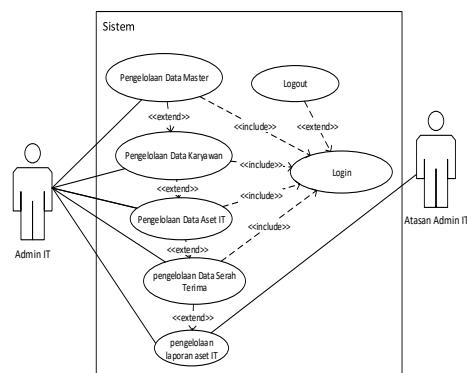 Sistem
Pengelolaan Data Master
Logout
<<extend>>
<<include>>
<<extend>>
Pengelolaan Data Karyawan
<<include>>
Login
<<extend>>
<<include>>
Pengelolaan Data Aset IT
<<include>>
<<extend>>
pengelolaan Data Serah
Terima
<<extend>>
pengelolaan
laporan aset IT
Admin IT
Atasan Admin IT